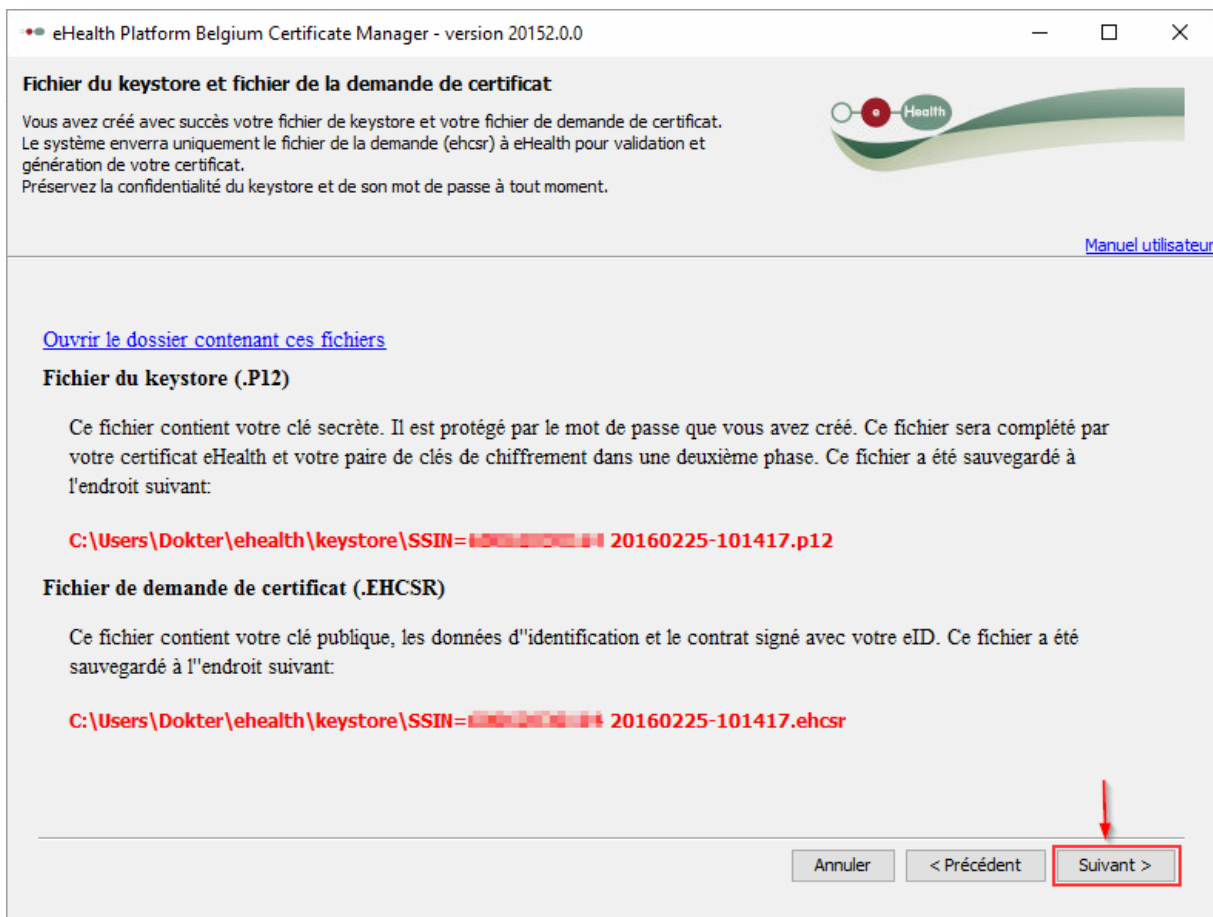 eHealth Platform Belgium Certificate Manager - version 20152.0.0
Fichier du keystore et fichier de la demande de certificat
Vous avez créé avec succès votre fichier de keystore et votre fichier de demande de certificat.
Le système enverra uniquement le fichier de la demande (ehcsr) à eHealth pour validation et
génération de votre certificat.
Préservez la confidentialité du keystore et de son mot de passe à tout moment.
e Health
Manuel utilisateur
Ouvrir le dossier contenant ces fichiers
Fichier du keystore (.P12)
Ce fichier contient votre clé secrète. Il est protégé par le mot de passe que vous avez créé. Ce fichier sera complété par
votre certificat eHealth et votre paire de clés de chiffrement dans une deuxième phase. Ce fichier a été sauvegardé à
l'endroit suivant:
C:\Users\Dokter\ehealth\keystore\SSIN= 20160225-101417.p12
Fichier de demande de certificat (.EHCSR)
Ce fichier contient votre clé publique, les données d''identification et le contrat signé avec votre eID. Ce fichier a été
sauvegardé à l''endroit suivant:
C:\Users\Dokter\ehealth\keystore\SSIN= 20160225-101417.ehcsr
Annuler
< Précédent
Suivant >